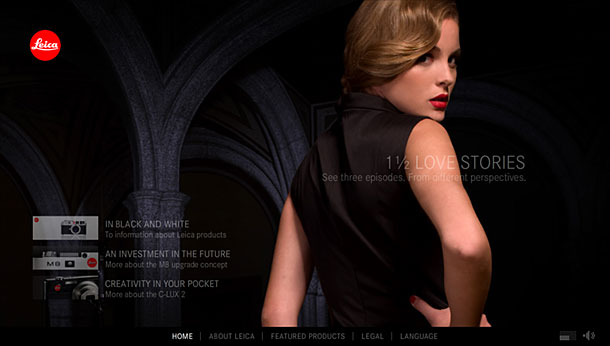 Leica
1½ LOVE STORIES
See three episodes. From different perspectives.
IN BLACK AND WHITE
To information about Leica products
M8
AN INVESTMENT IN THE FUTURE
More about the M8 upgrade concept
CREATIVITY IN YOUR POCKET
More about the C-LUX 2
HOME | ABOUT LEICA | FEATURED PRODUCTS | LEGAL | LANGUAGE